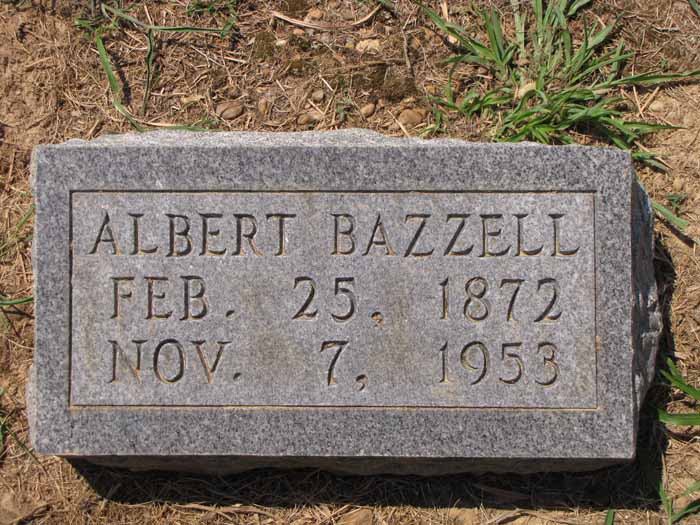 ALBERT BAZZELL
FEB. 25, 1872
NOV. 7, 1953